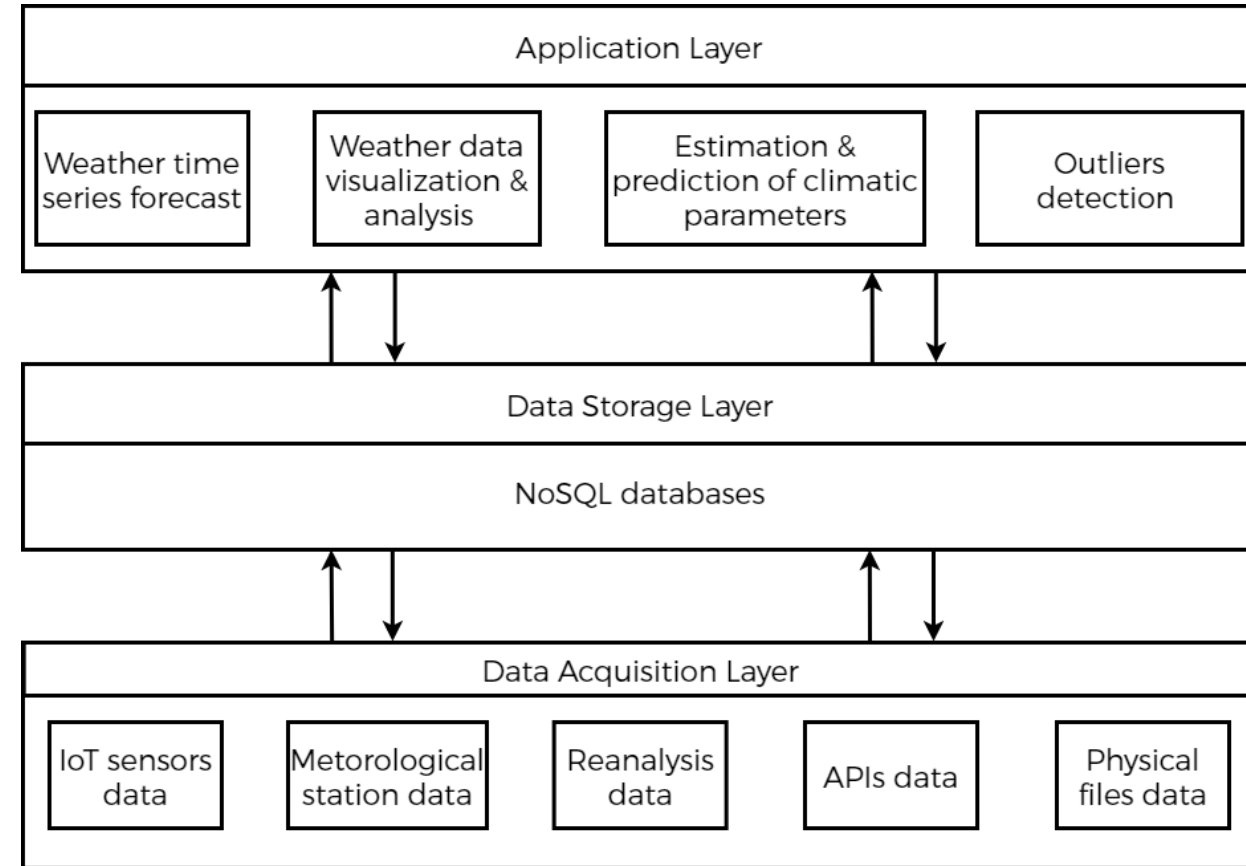 Application Layer
Weather time
series forecast
Weather data
visualization &
analysis
Estimation &
prediction of climatic
parameters
Outliers
detection
Data Storage Layer
NoSQL databases
Data Acquisition Layer
IoT sensors
data
Metorological
station data
Reanalysis
data
APIs data
Physical
files data